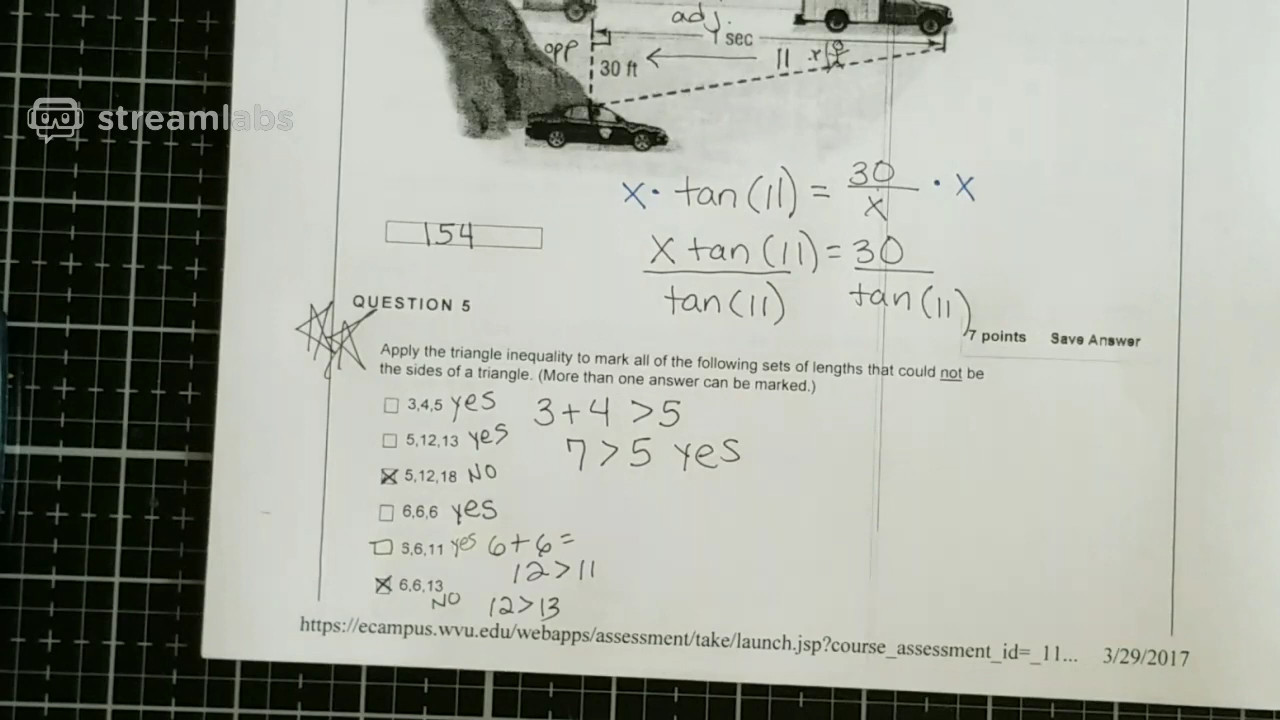 streamlabs
adj.
opp
1 sec
30 ft
11
x
x · tan(11) = 30/x · x
x tan(11) = 30
tan(11) tan(11)
154
QUESTION 5
7 points Save Answer
Apply the triangle inequality to mark all of the following sets of lengths that could not be
the sides of a triangle. (More than one answer can be marked.)
3,4,5 yes 3+4 >5
5,12,13 yes 7>5 yes
5,12,18 NO
6,6,6 yes
5,6,11 yes 6+6=
12>11
6,6,13
NO 12>13
https://ecampus.wvu.edu/webapps/assessment/take/launch.jsp?course_assessment_id=_11... 3/29/2017